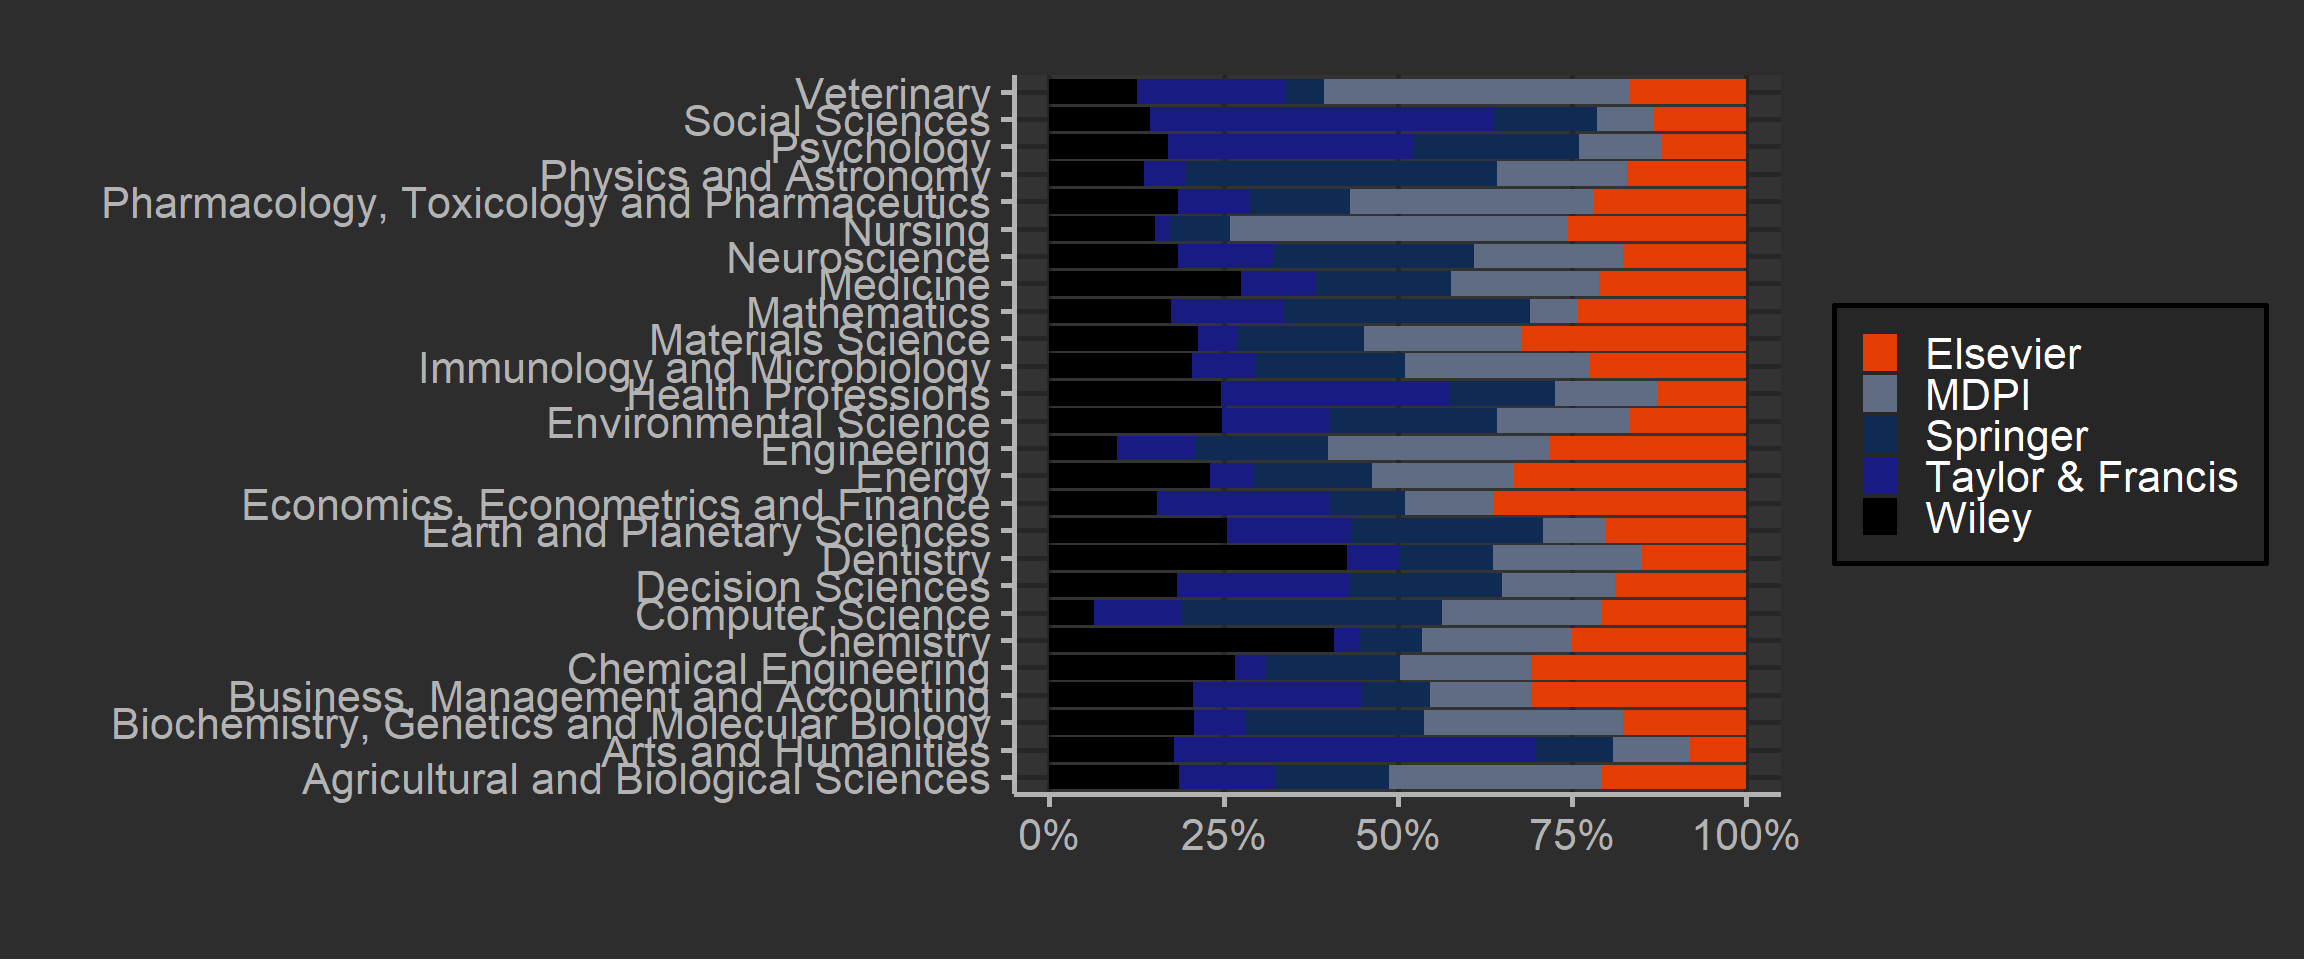 Veterinary
Social Sciences
Psychology
Physics and Astronomy
Pharmacology, Toxicology and Pharmaceutics
Nursing
Neuroscience
Medicine
Mathematics
Materials Science
Immunology and Microbiology
Health Professions
Environmental Science
Engineering
Energy
Economics, Econometrics and Finance
Earth and Planetary Sciences
Dentistry
Decision Sciences
Computer Science
Chemistry
Chemical Engineering
Business, Management and Accounting
Biochemistry, Genetics and Molecular Biology
Arts and Humanities
Agricultural and Biological Sciences
0% 25% 50% 75% 100%
Elsevier
MDPI
Springer
Taylor & Francis
Wiley